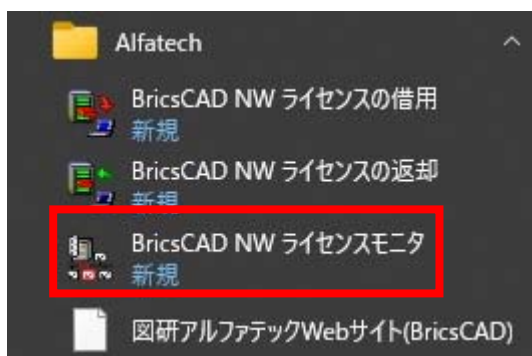 Alfatech
BricsCAD NW ライセンスの借用
新規
BricsCAD NW ライセンスの返却
新規
BricsCAD NW ライセンスモニタ
新規
図研アルファテックWebサイト(BricsCAD)